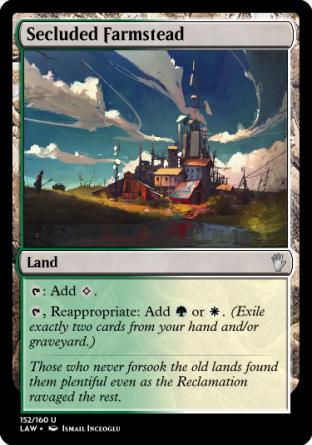 Secluded Farmstead
Land
: Add .
, Reappropriate: Add or . (Exile
exactly two cards from your hand and/or
graveyard.)
Those who never forsook the old lands found
them plentiful even as the Reclamation
ravaged the rest.
152/160 U
LAW • Ismail Inceoglu